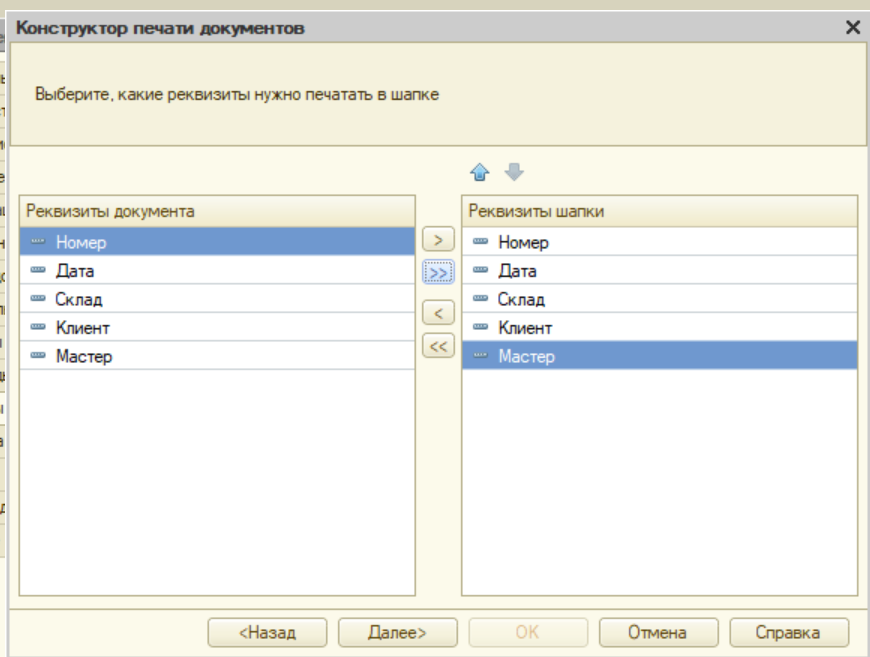 Конструктор печати документов
Выберите, какие реквизиты нужно печатать в шапке
Реквизиты документа
Номер
Дата
Склад
Клиент
Мастер
>
>>
<
<<
Реквизиты шапки
Номер
Дата
Склад
Клиент
Мастер
<Назад
Далее>
OK
Отмена
Справка